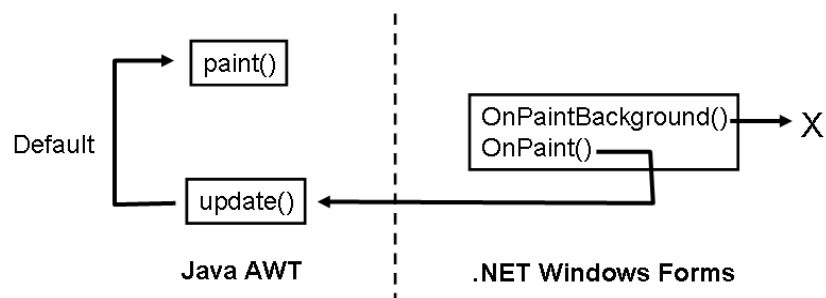 paint()
OnPaintBackground()
X
OnPaint()
Default
update()
Java AWT
.NET Windows Forms